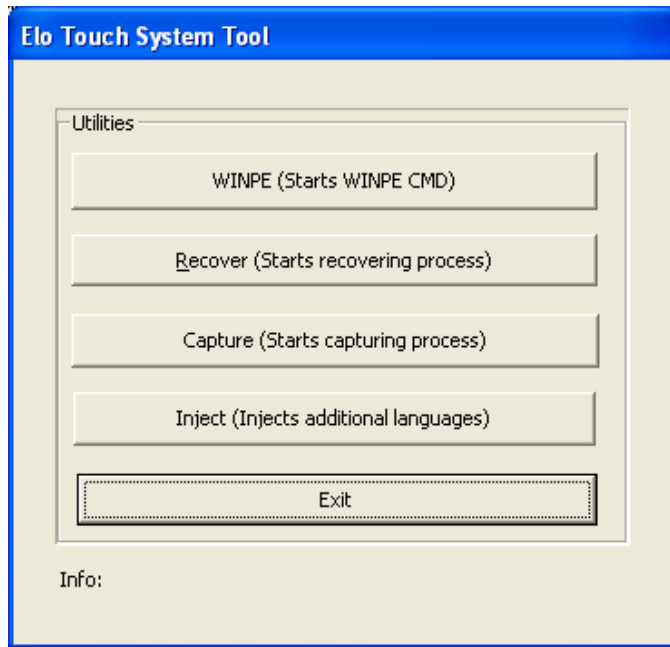 Elo Touch System Tool
Utilities
WINPE (Starts WINPE CMD)
Recover (Starts recovering process)
Capture (Starts capturing process)
Inject (Injects additional languages)
Exit
Info: